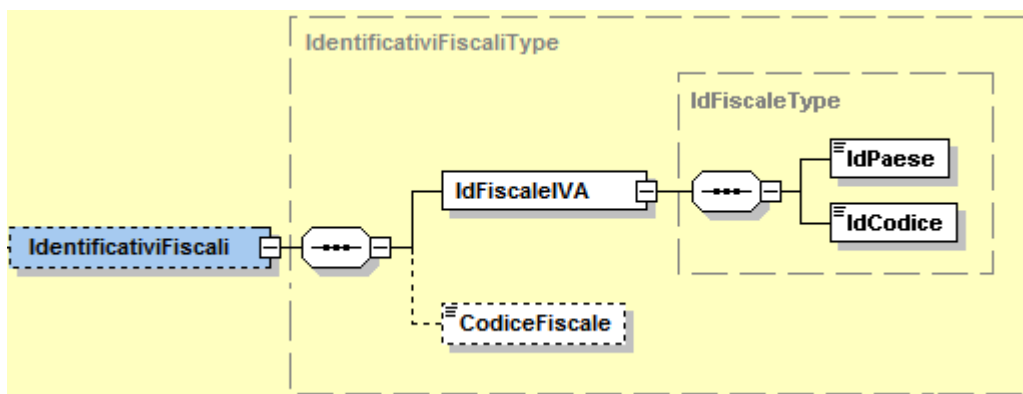 IdentificativiFiscaliType
IdFiscaleType
IdPaese
IdFiscaleIVA
IdCodice
IdentificativiFiscali
CodiceFiscale